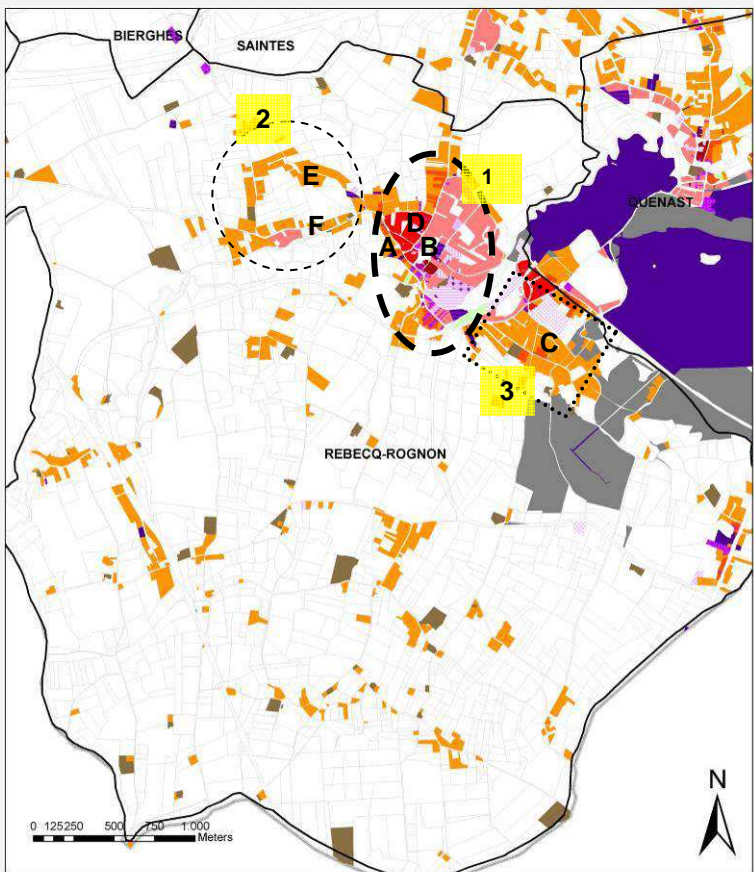 BIERGHES
SAINTES
2
1
E
QUENAST
F
D
A
B
C
3
REBECQ-ROGNON
N
0 125250 500 750 1.000
Meters